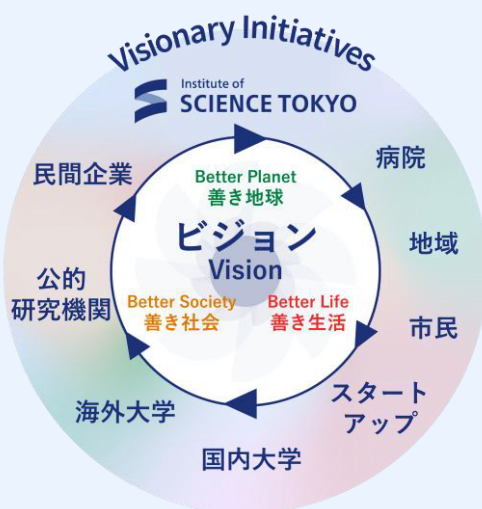 Visionary Initiatives
Institute of
SCIENCE TOKYO
病院
地域
市民
スタート
アップ
国内大学
海外大学
公的
研究機関
民間企業
Better Planet
善き地球
ビジョン
Vision
Better Society
善き社会
Better Life
善き生活